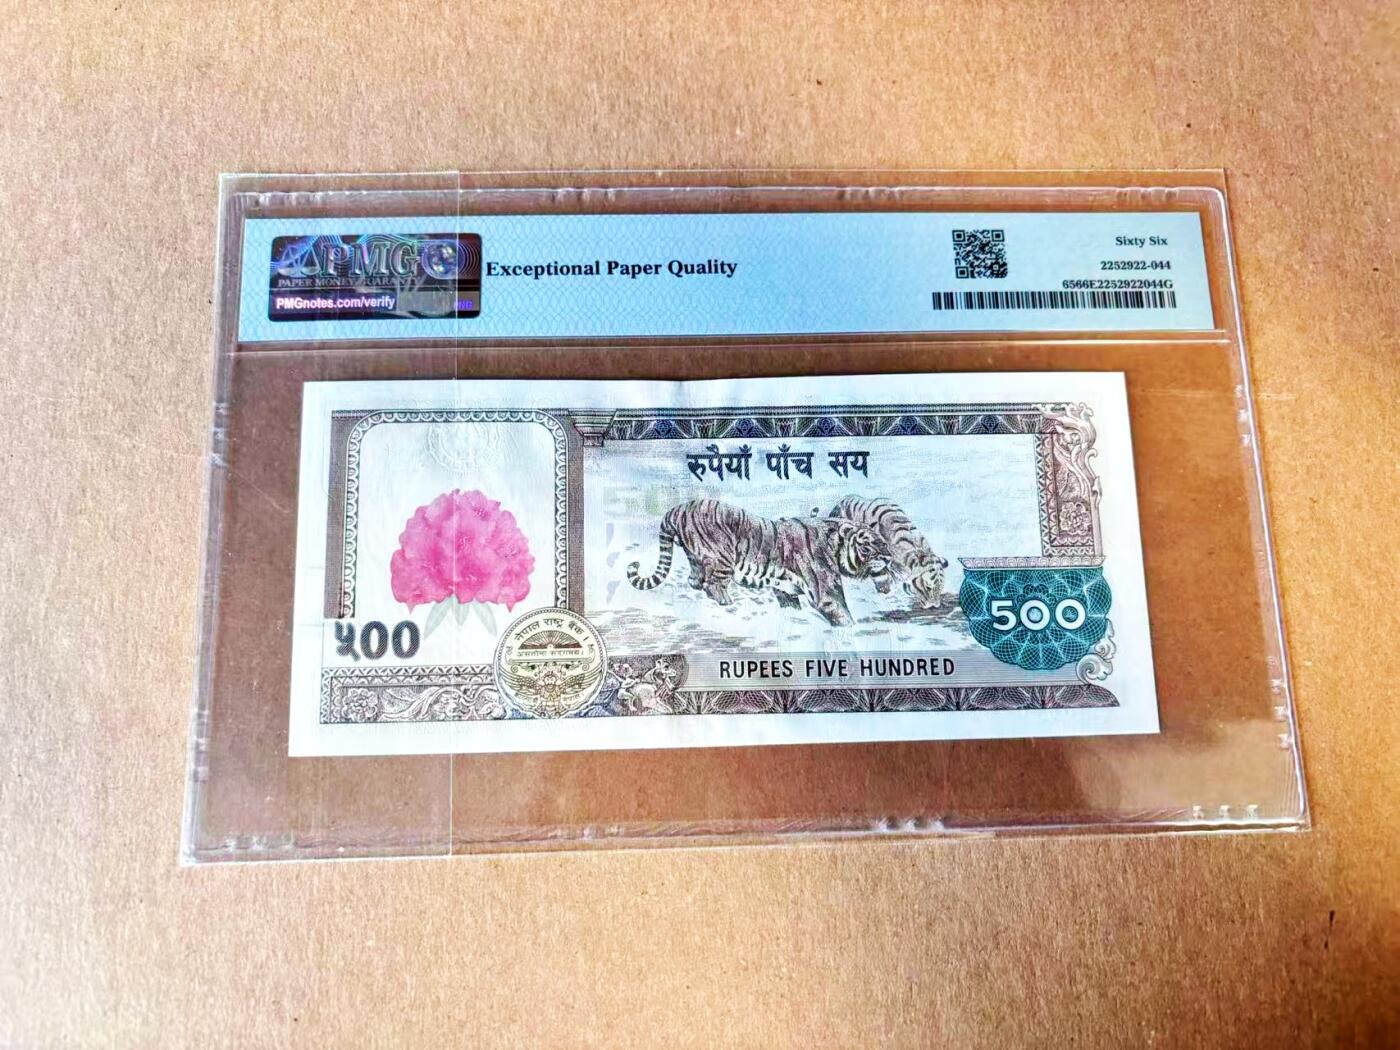 PMG
PAPER MONEY GUARANTY
PMGnotes.com/verify
Exceptional Paper Quality
Sixty Six
2252922-044
6566E2252922044G
रुपैयाँ पाँच सय
५००
नेपाल राष्ट्र बैंक
500
RUPEES FIVE HUNDRED